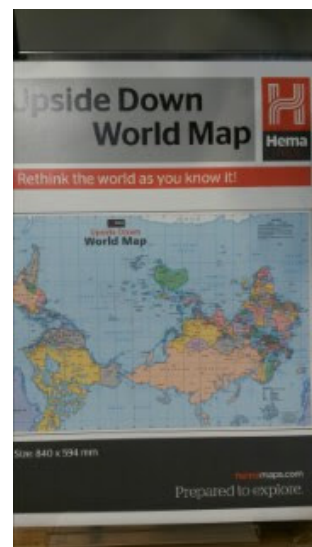 Upside Down
World Map
Hema
Rethink the world as you know it!
Upside Down
World Map
Size: 840 x 594 mm
hemamaps.com
Prepared to explore.